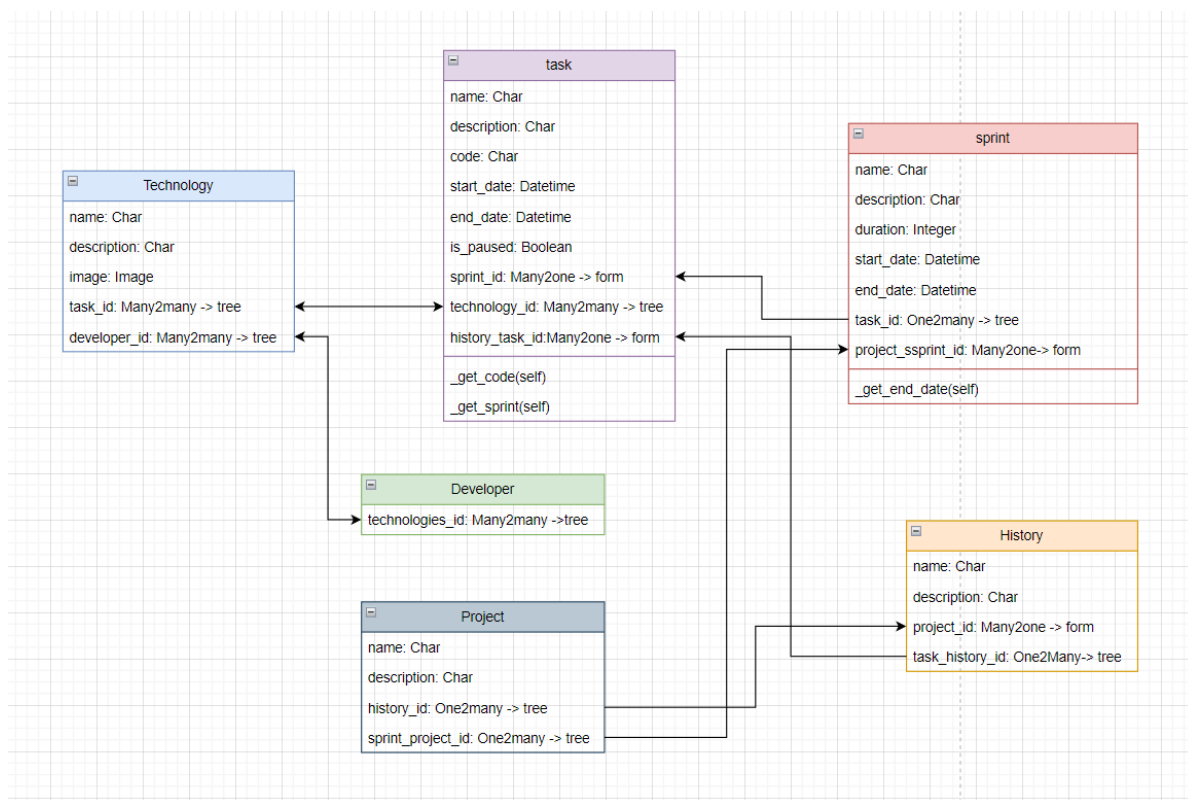 task
name: Char
description: Char
code: Char
start_date: Datetime
end_date: Datetime
is_paused: Boolean
sprint_id: Many2one -> form
technology_id: Many2many -> tree
history_task_id:Many2one -> form
_get_code(self)
_get_sprint(self)
sprint
name: Char
description: Char
duration: Integer
start_date: Datetime
end_date: Datetime
task_id: One2many -> tree
project_ssprint_id: Many2one-> form
_get_end_date(self)
Technology
name: Char
description: Char
image: Image
task_id: Many2many -> tree
developer_id: Many2many -> tree
Developer
technologies_id: Many2many ->tree
History
name: Char
description: Char
project_id: Many2one -> form
task_history_id: One2Many-> tree
Project
name: Char
description: Char
history_id: One2many -> tree
sprint_project_id: One2many -> tree